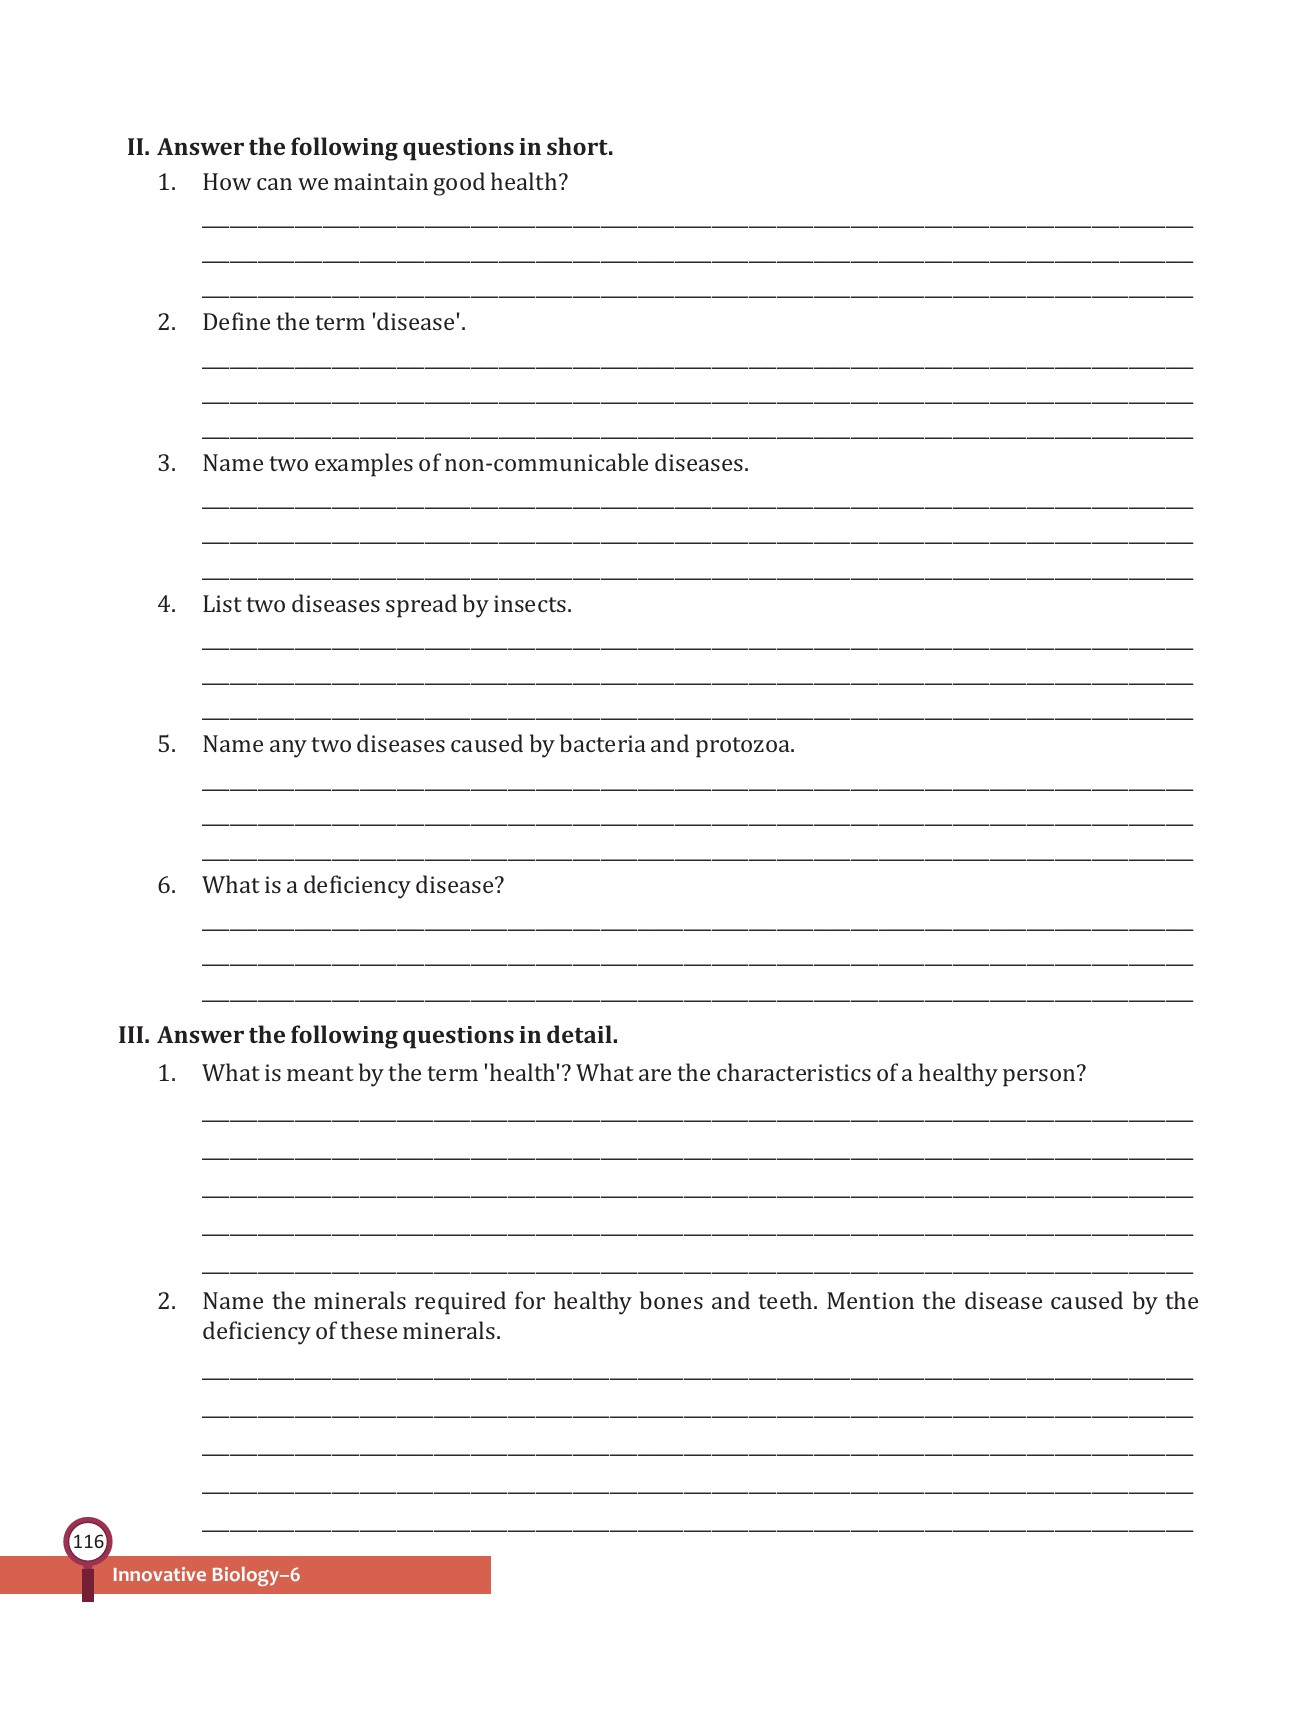 II. Answer the following questions in short.
1. How can we maintain good health?
2. Define the term 'disease'.
3. Name two examples of non-communicable diseases.
4. List two diseases spread by insects.
5. Name any two diseases caused by bacteria and protozoa.
6. What is a deficiency disease?
III. Answer the following questions in detail.
1. What is meant by the term 'health'? What are the characteristics of a healthy person?
2. Name the minerals required for healthy bones and teeth. Mention the disease caused by the
deficiency of these minerals.
116
Innovative Biology–6